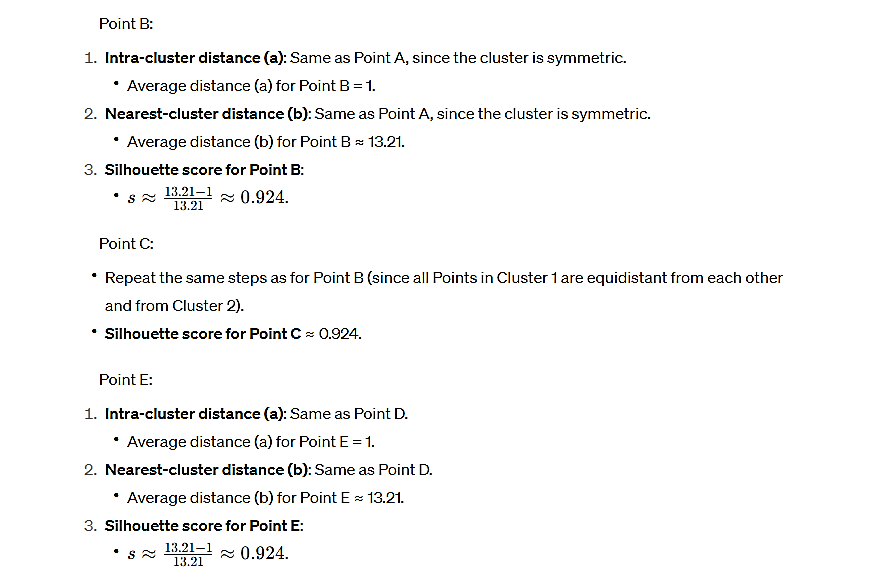 Point B:
1. Intra-cluster distance (a): Same as Point A, since the cluster is symmetric.
• Average distance (a) for Point B = 1.
2. Nearest-cluster distance (b): Same as Point A, since the cluster is symmetric.
• Average distance (b) for Point B ≈ 13.21.
3. Silhouette score for Point B:
• s ≈ (13.21−1)/13.21 ≈ 0.924.
Point C:
• Repeat the same steps as for Point B (since all Points in Cluster 1 are equidistant from each other
and from Cluster 2).
• Silhouette score for Point C ≈ 0.924.
Point E:
1. Intra-cluster distance (a): Same as Point D.
• Average distance (a) for Point E = 1.
2. Nearest-cluster distance (b): Same as Point D.
• Average distance (b) for Point E ≈ 13.21.
3. Silhouette score for Point E:
• s ≈ (13.21−1)/13.21 ≈ 0.924.